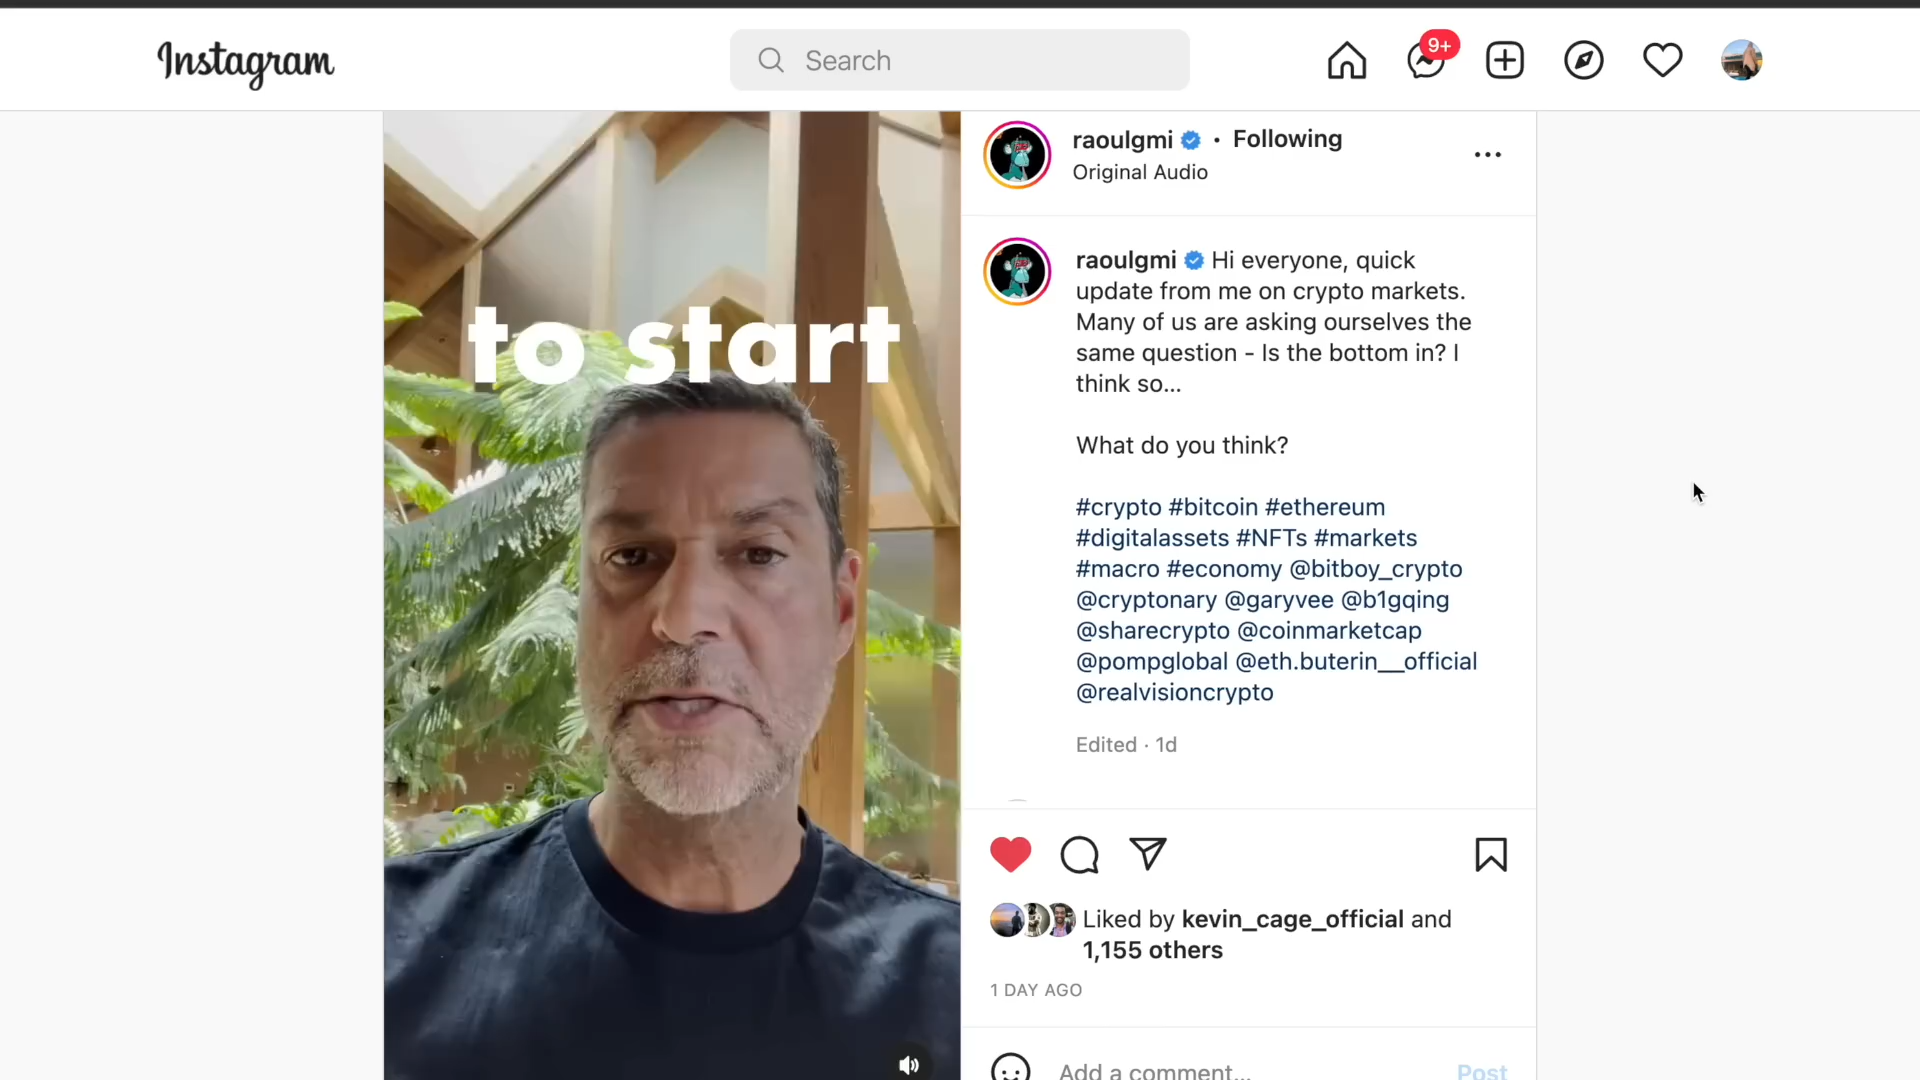 Instagram
Search
9+
to start
raoulgmi • Following
Original Audio
raoulgmi Hi everyone, quick
update from me on crypto markets.
Many of us are asking ourselves the
same question - Is the bottom in? I
think so...
What do you think?
#crypto #bitcoin #ethereum
#digitalassets #NFTs #markets
#macro #economy @bitboy_crypto
@cryptonary @garyvee @b1gqing
@sharecrypto @coinmarketcap
@pompglobal @eth.buterin__official
@realvisioncrypto
Edited · 1d
Liked by kevin_cage_official and
1,155 others
1 DAY AGO
Add a comment...
Post